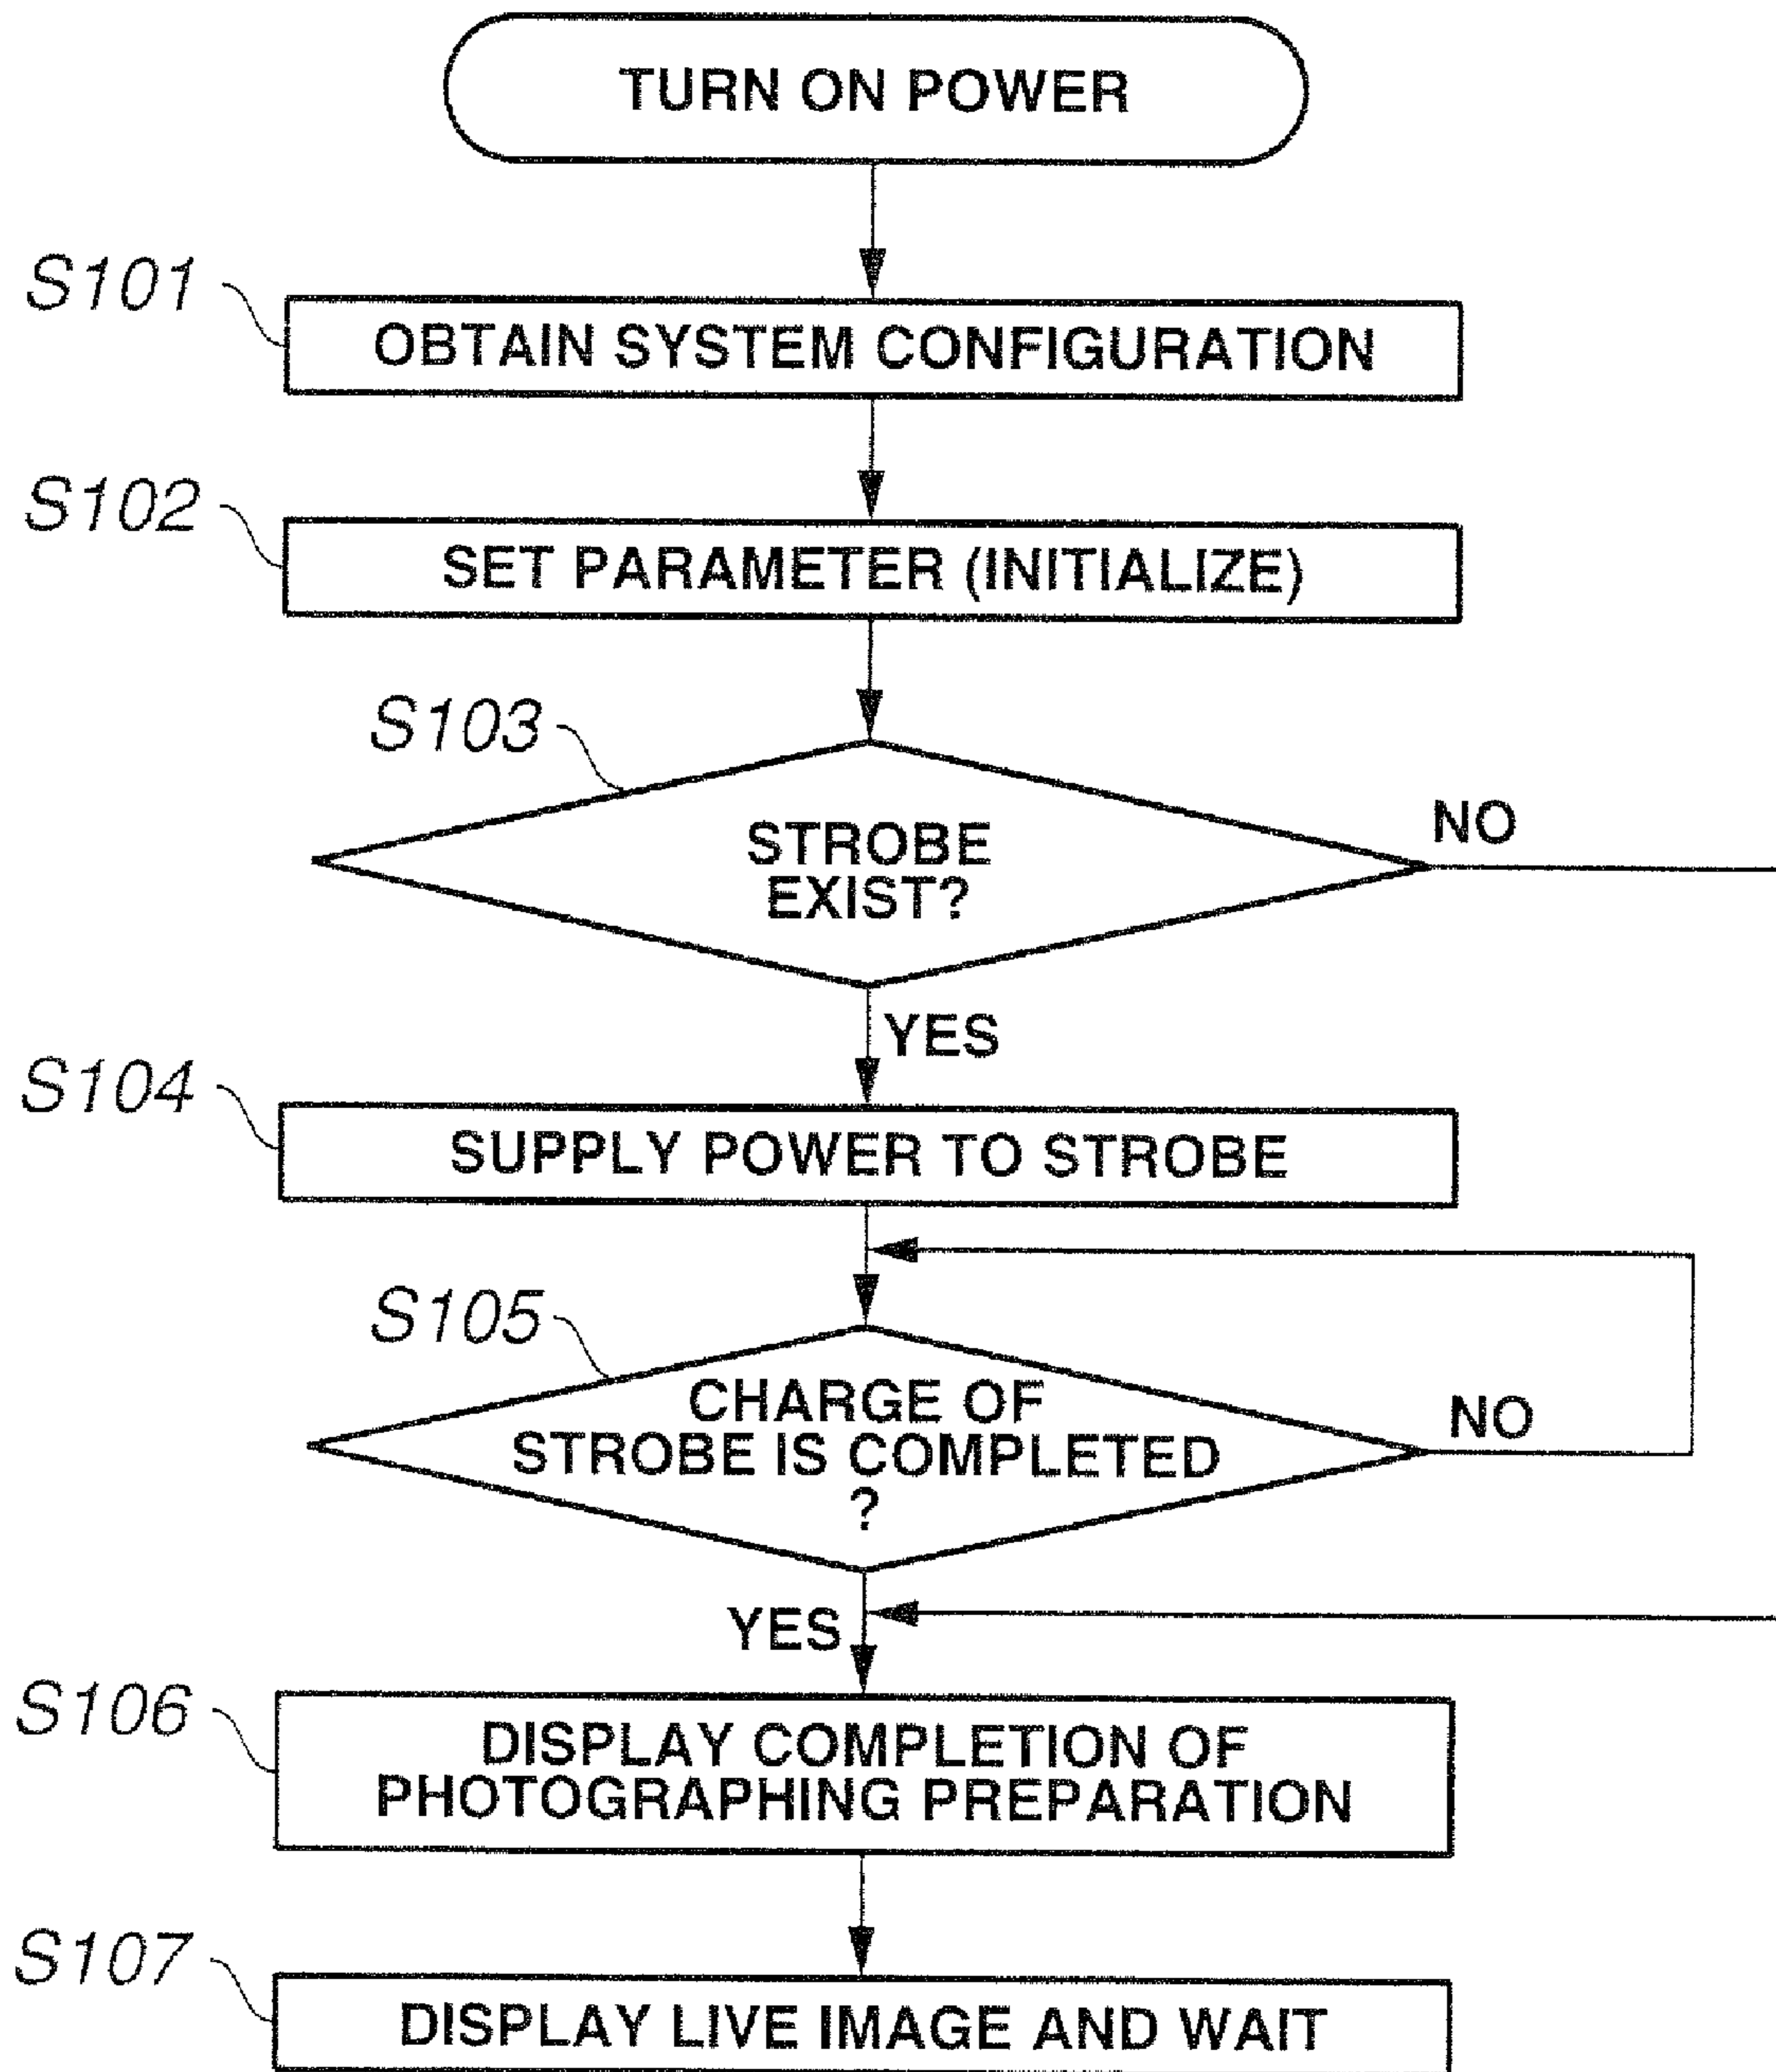 TURN ON POWER
S101
OBTAIN SYSTEM CONFIGURATION
S102
SET PARAMETER (INITIALIZE)
S103
STROBE
EXIST?
NO
YES
S104
SUPPLY POWER TO STROBE
S105
CHARGE OF
STROBE IS COMPLETED
?
NO
YES
S106
DISPLAY COMPLETION OF
PHOTOGRAPHING PREPARATION
S107
DISPLAY LIVE IMAGE AND WAIT